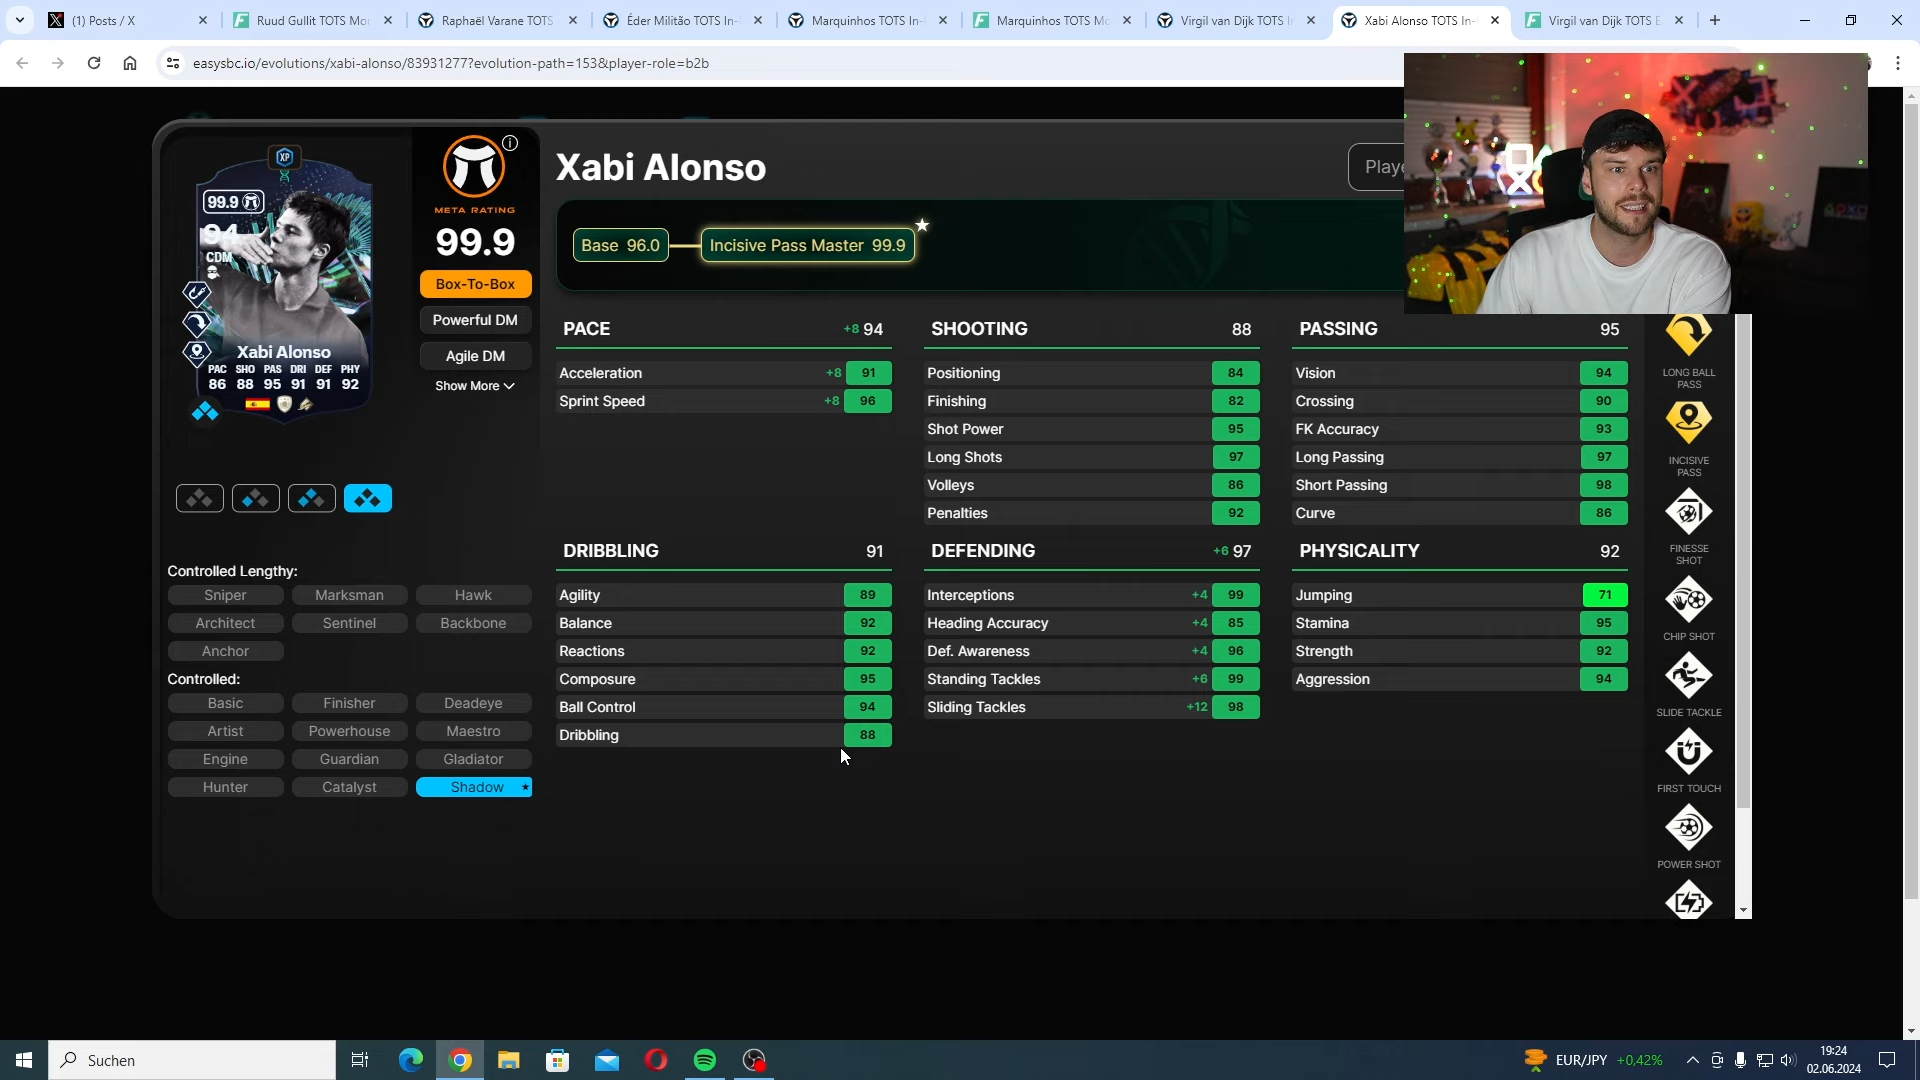 (1) Posts / X
Ruud Gullit TOTS Mo
Raphaël Varane TOTS
Éder Militão TOTS In-
Marquinhos TOTS In-
Marquinhos TOTS Mo
Virgil van Dijk TOTS I
Xabi Alonso TOTS In-
Virgil van Dijk TOTS E
easysbc.io/evolutions/xabi-alonso/83931277?evolution-path=153&player-role=b2b
XP
99.9
94
CDM
Xabi Alonso
PAC SHO PAS DRI DEF PHY
86 88 95 91 91 92
META RATING
99.9
Box-To-Box
Powerful DM
Agile DM
Show More
Xabi Alonso
Playe
Base 96.0
Incisive Pass Master 99.9
PACE +8 94
Acceleration +8 91
Sprint Speed +8 96
SHOOTING 88
Positioning 84
Finishing 82
Shot Power 95
Long Shots 97
Volleys 86
Penalties 92
PASSING 95
Vision 94
Crossing 90
FK Accuracy 93
Long Passing 97
Short Passing 98
Curve 86
DRIBBLING 91
Agility 89
Balance 92
Reactions 92
Composure 95
Ball Control 94
Dribbling 88
DEFENDING +6 97
Interceptions +4 99
Heading Accuracy +4 85
Def. Awareness +4 96
Standing Tackles +6 99
Sliding Tackles +12 98
PHYSICALITY 92
Jumping 71
Stamina 95
Strength 92
Aggression 94
LONG BALL
PASS
INCISIVE
PASS
FINESSE
SHOT
CHIP SHOT
SLIDE TACKLE
FIRST TOUCH
POWER SHOT
Controlled Lengthy:
Sniper Marksman Hawk
Architect Sentinel Backbone
Anchor
Controlled:
Basic Finisher Deadeye
Artist Powerhouse Maestro
Engine Guardian Gladiator
Hunter Catalyst Shadow
Suchen
EUR/JPY +0,42%
19:24
02.06.2024